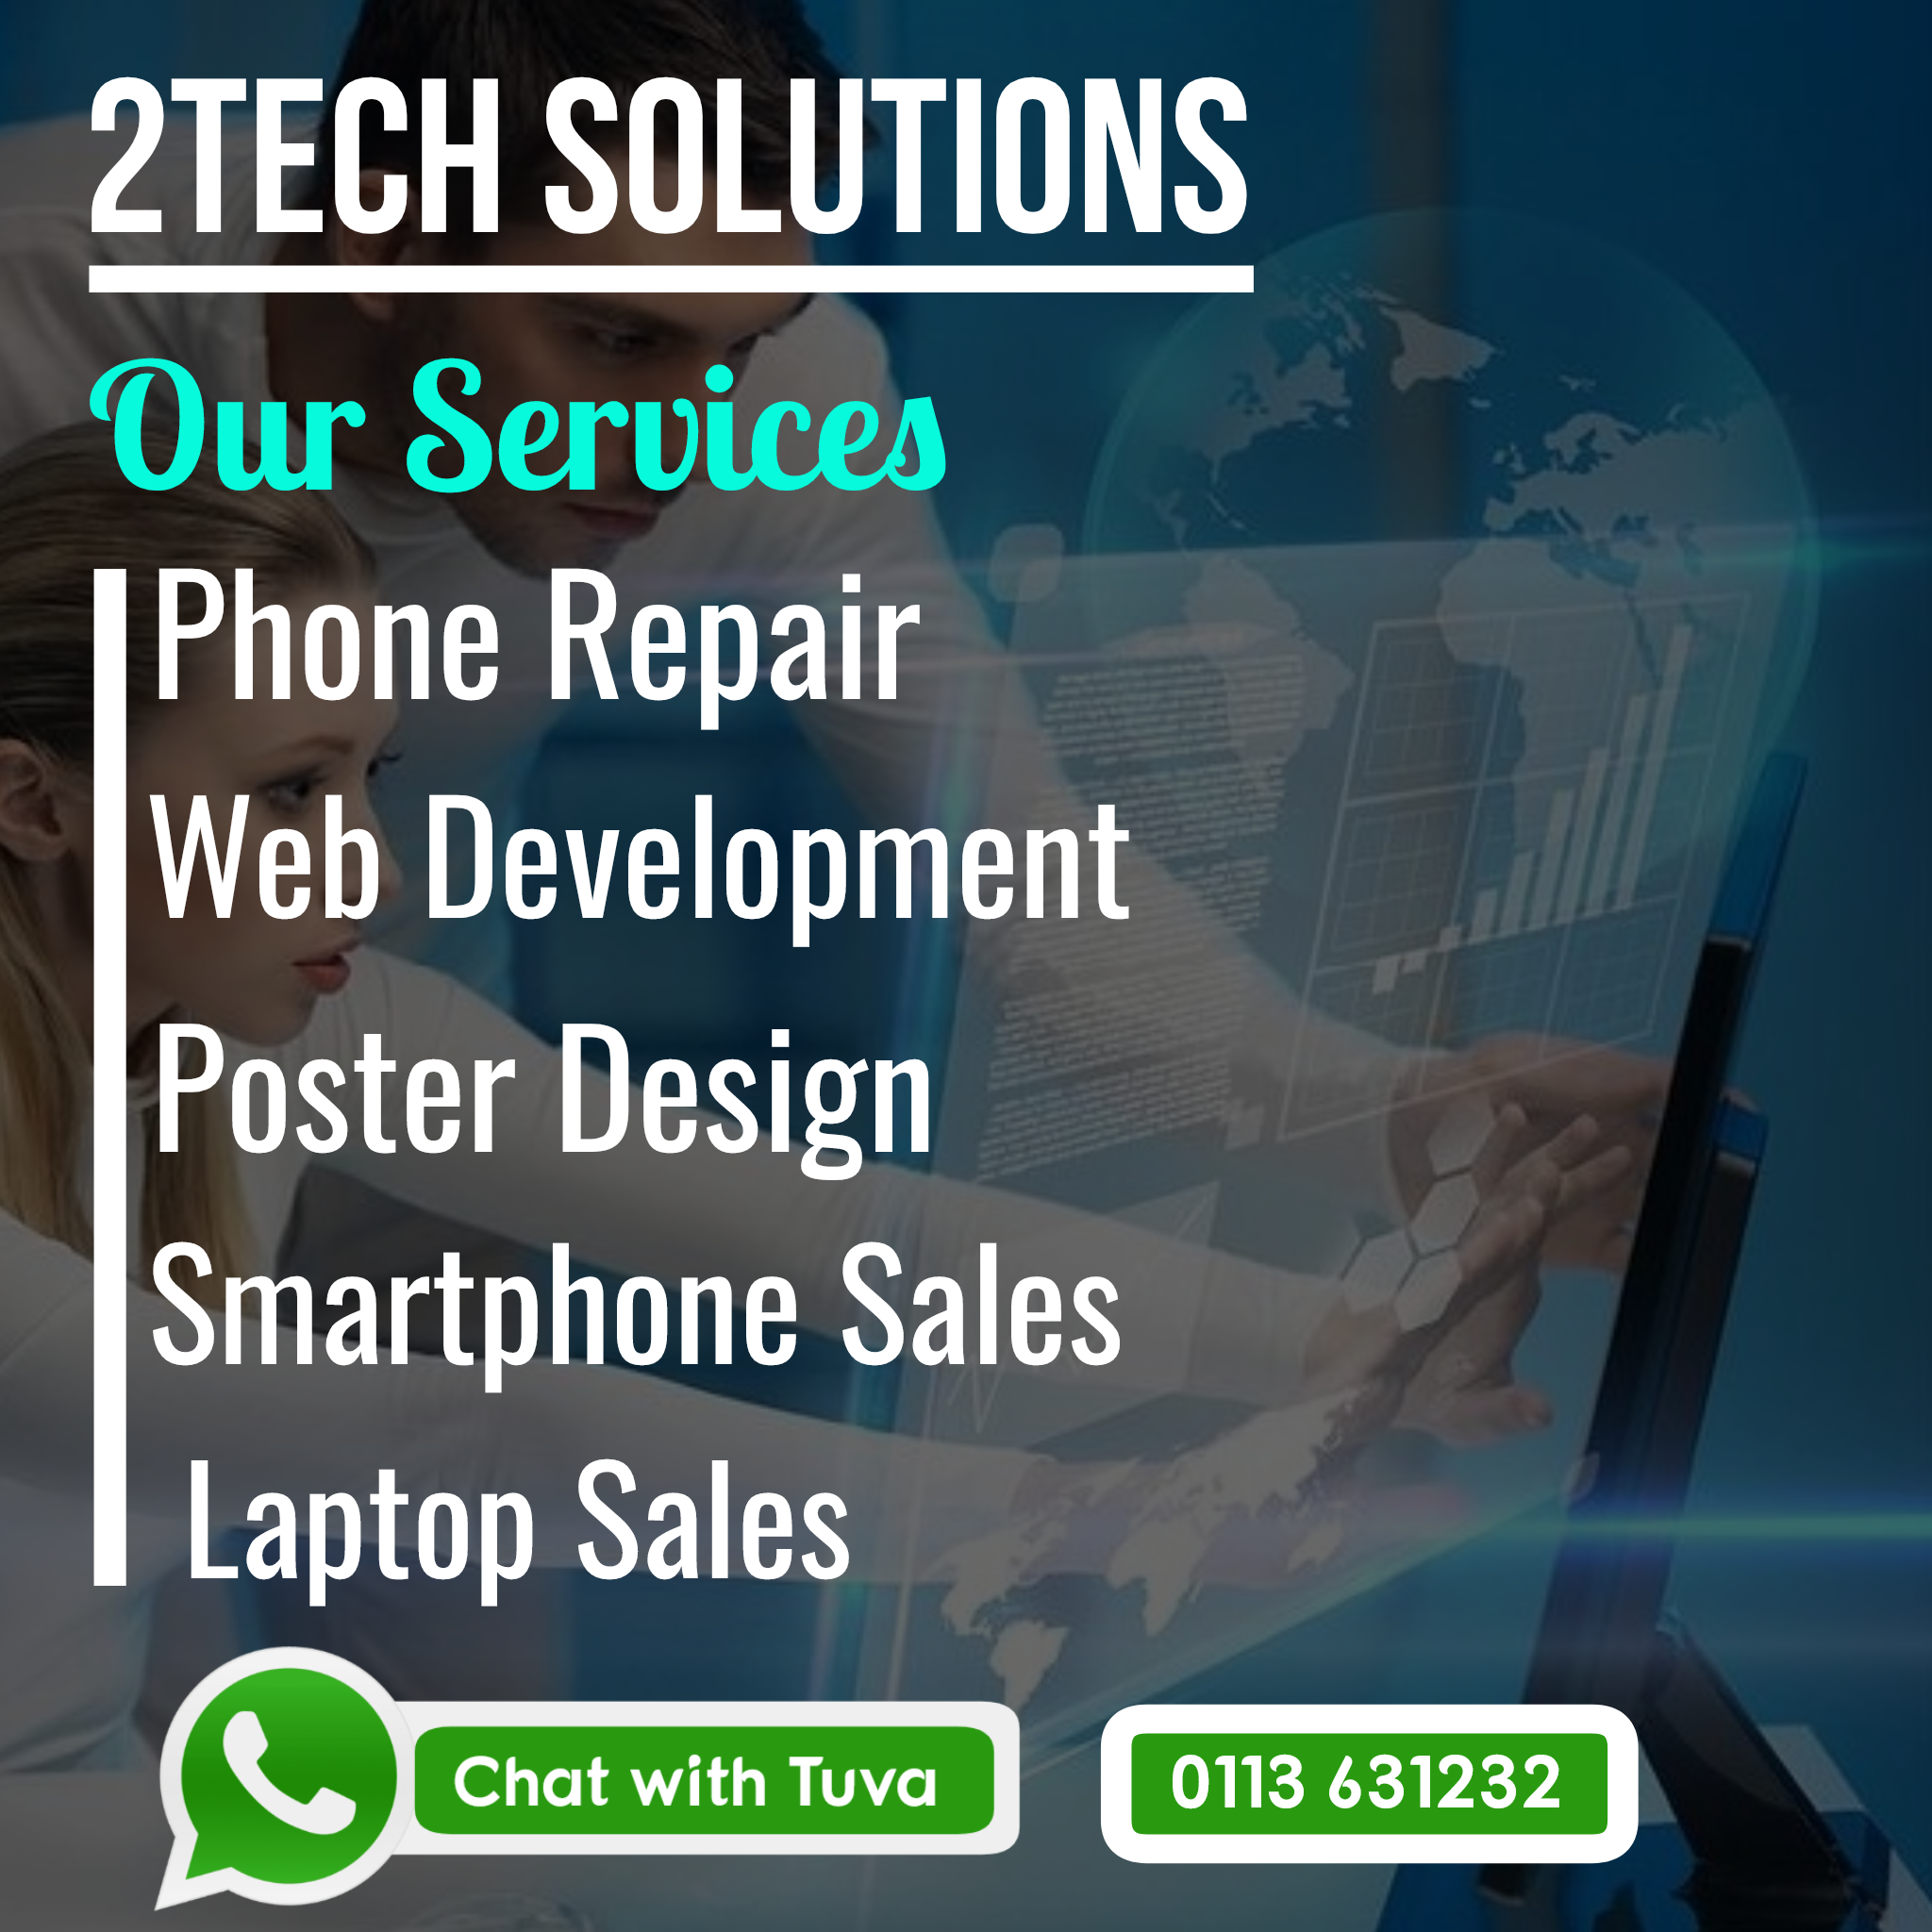 2TECH SOLUTIONS
Our Services
Phone Repair
Web Development
Poster Design
Smartphone Sales
Laptop Sales
Chat with Tuva
0113 631232